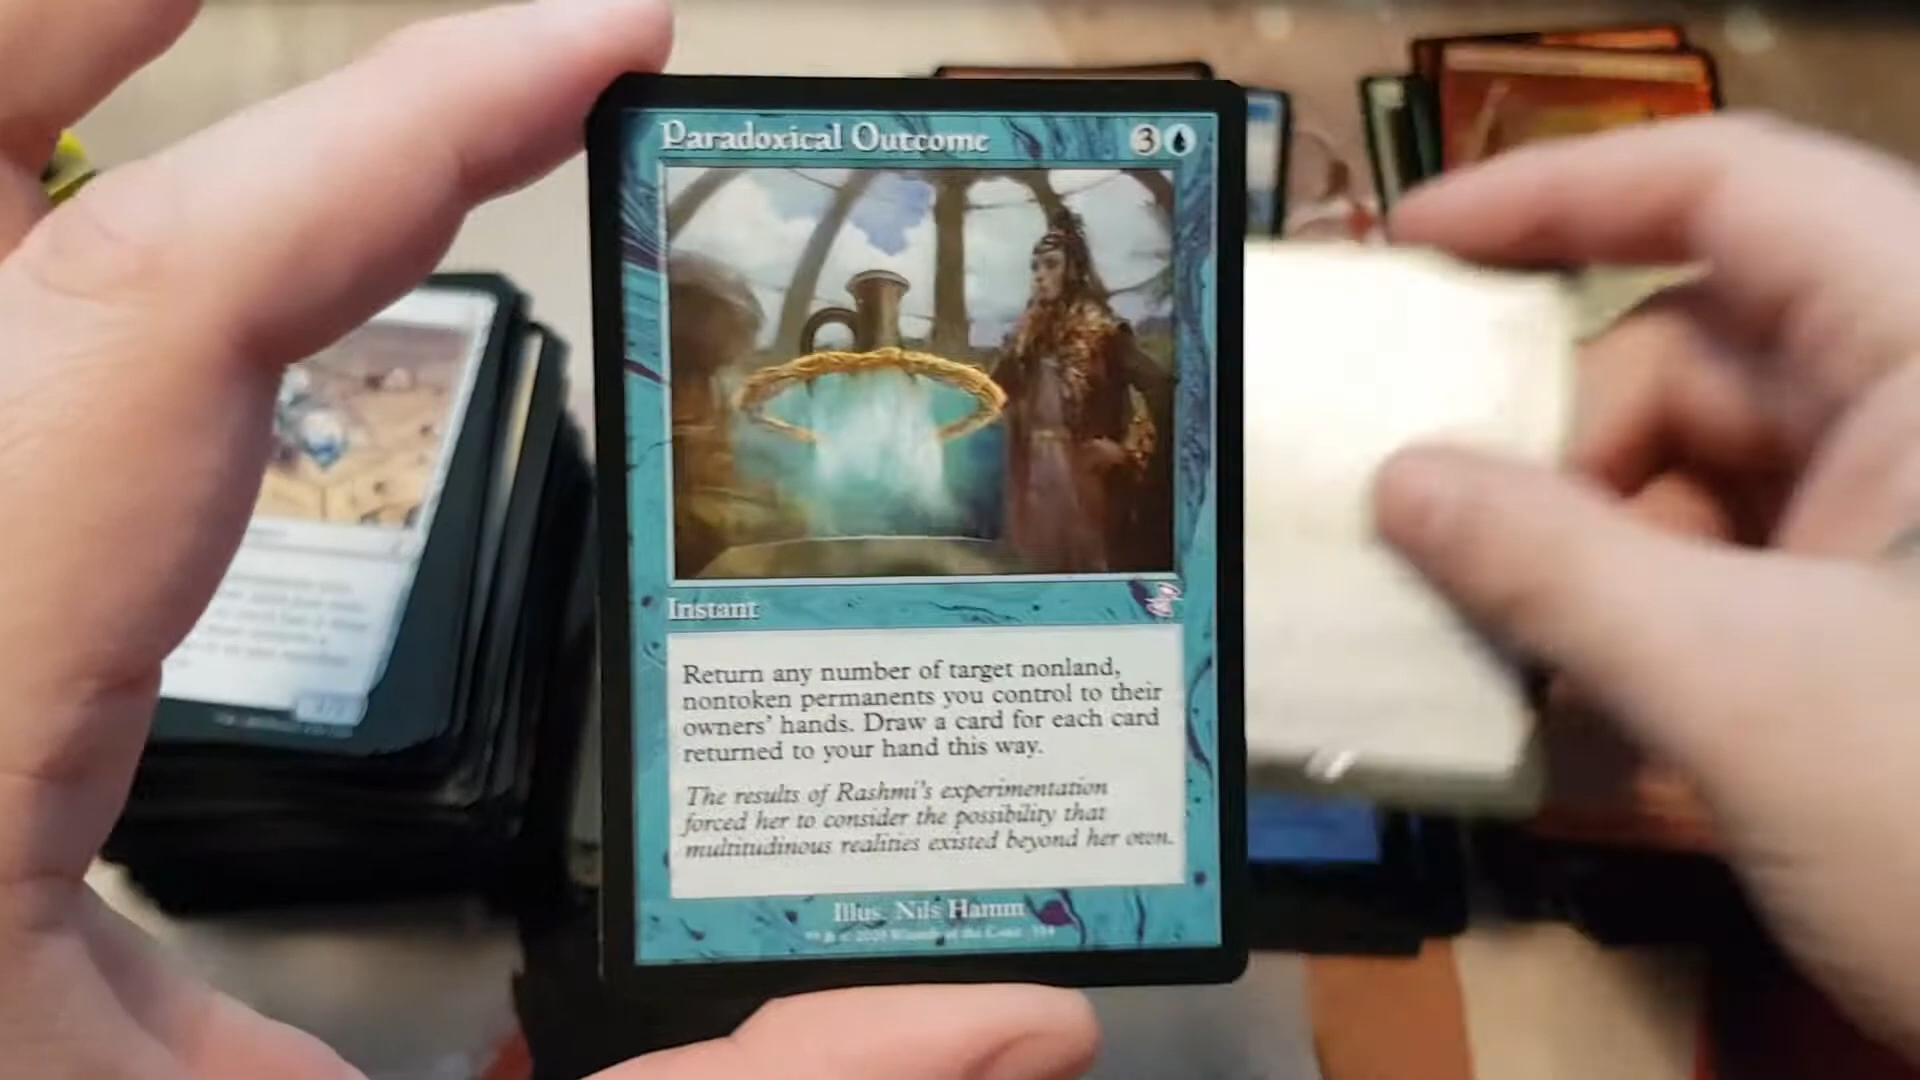 Paradoxical Outcome 3
Instant
Return any number of target nonland,
nontoken permanents you control to their
owners' hands. Draw a card for each card
returned to your hand this way.
The results of Rashmi's experimentation
forced her to consider the possibility that
multitudinous realities existed beyond her own.
Illus. Nils Hamm